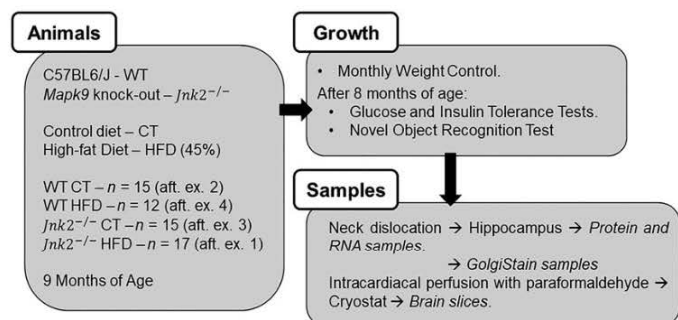 Animals
C57BL6/J - WT
Mapk9 knock-out – Jnk2⁻/⁻
Control diet – CT
High-fat Diet – HFD (45%)
WT CT – n = 15 (aft. ex. 2)
WT HFD – n = 12 (aft. ex. 4)
Jnk2⁻/⁻ CT – n = 15 (aft. ex. 3)
Jnk2⁻/⁻ HFD – n = 17 (aft. ex. 1)
9 Months of Age
Growth
• Monthly Weight Control.
After 8 months of age:
• Glucose and Insulin Tolerance Tests.
• Novel Object Recognition Test
Samples
Neck dislocation → Hippocampus → Protein and
RNA samples.
→ GolgiStain samples
Intracardiacal perfusion with paraformaldehyde →
Cryostat → Brain slices.